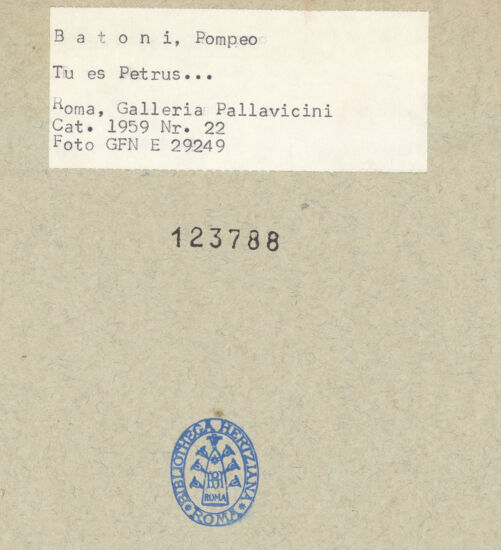 B a t o n i, Pompeo
Tu es Petrus...
Roma, Galleria Pallavicini
Cat. 1959 Nr. 22
Foto GFN E 29249
123788
BIBLIOTHECA HERTZIANA
BH
ROMA
ROMA